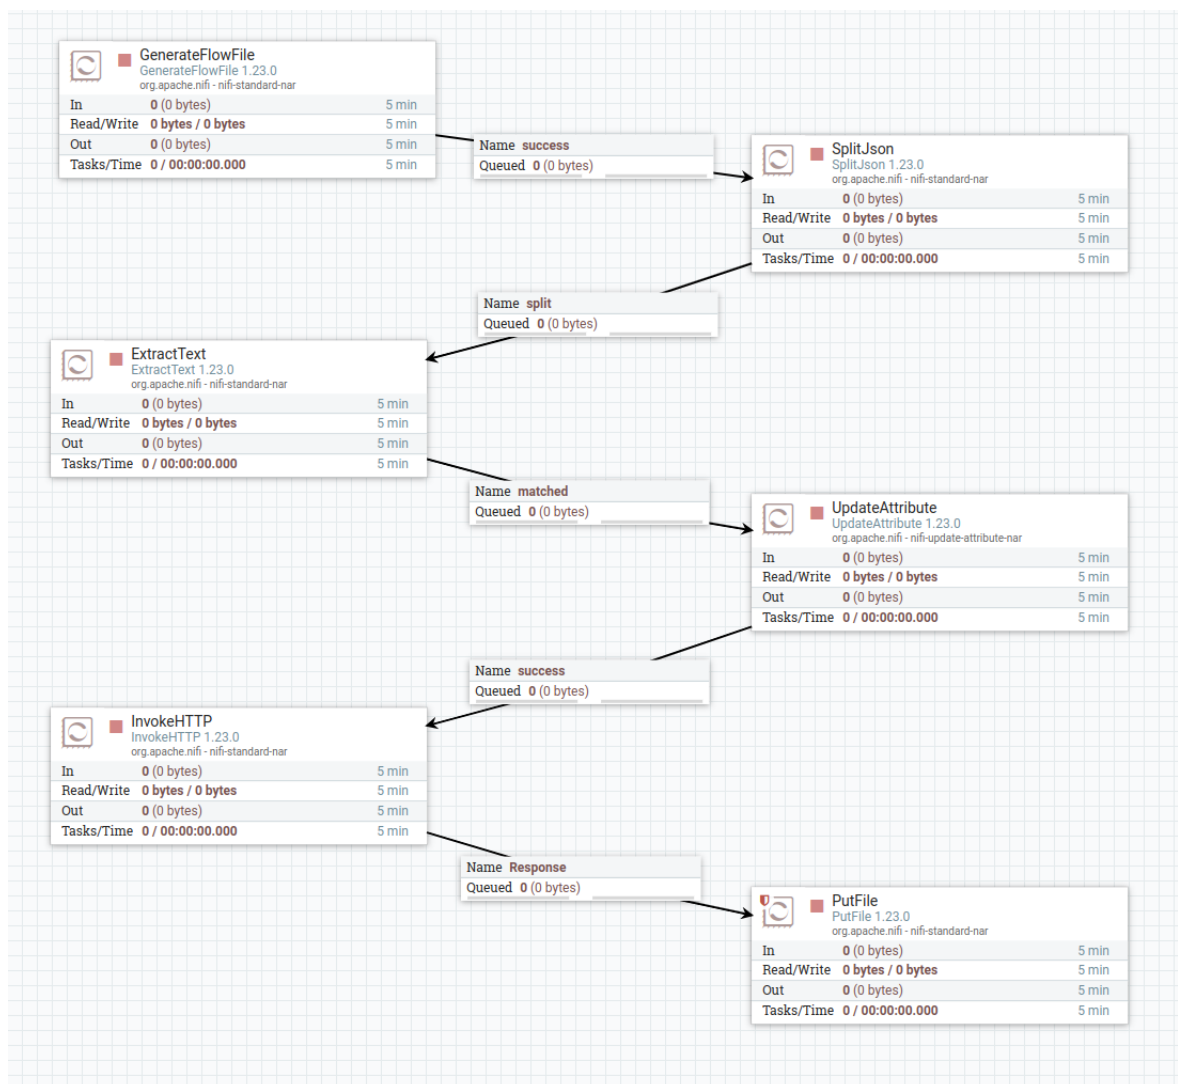 GenerateFlowFile
GenerateFlowFile 1.23.0
org.apache.nifi - nifi-standard-nar
In 0 (0 bytes) 5 min
Read/Write 0 bytes / 0 bytes 5 min
Out 0 (0 bytes) 5 min
Tasks/Time 0 / 00:00:00.000 5 min
Name success
Queued 0 (0 bytes)
SplitJson
SplitJson 1.23.0
org.apache.nifi - nifi-standard-nar
In 0 (0 bytes) 5 min
Read/Write 0 bytes / 0 bytes 5 min
Out 0 (0 bytes) 5 min
Tasks/Time 0 / 00:00:00.000 5 min
Name split
Queued 0 (0 bytes)
ExtractText
ExtractText 1.23.0
org.apache.nifi - nifi-standard-nar
In 0 (0 bytes) 5 min
Read/Write 0 bytes / 0 bytes 5 min
Out 0 (0 bytes) 5 min
Tasks/Time 0 / 00:00:00.000 5 min
Name matched
Queued 0 (0 bytes)
UpdateAttribute
UpdateAttribute 1.23.0
org.apache.nifi - nifi-update-attribute-nar
In 0 (0 bytes) 5 min
Read/Write 0 bytes / 0 bytes 5 min
Out 0 (0 bytes) 5 min
Tasks/Time 0 / 00:00:00.000 5 min
Name success
Queued 0 (0 bytes)
InvokeHTTP
InvokeHTTP 1.23.0
org.apache.nifi - nifi-standard-nar
In 0 (0 bytes) 5 min
Read/Write 0 bytes / 0 bytes 5 min
Out 0 (0 bytes) 5 min
Tasks/Time 0 / 00:00:00.000 5 min
Name Response
Queued 0 (0 bytes)
PutFile
PutFile 1.23.0
org.apache.nifi - nifi-standard-nar
In 0 (0 bytes) 5 min
Read/Write 0 bytes / 0 bytes 5 min
Out 0 (0 bytes) 5 min
Tasks/Time 0 / 00:00:00.000 5 min